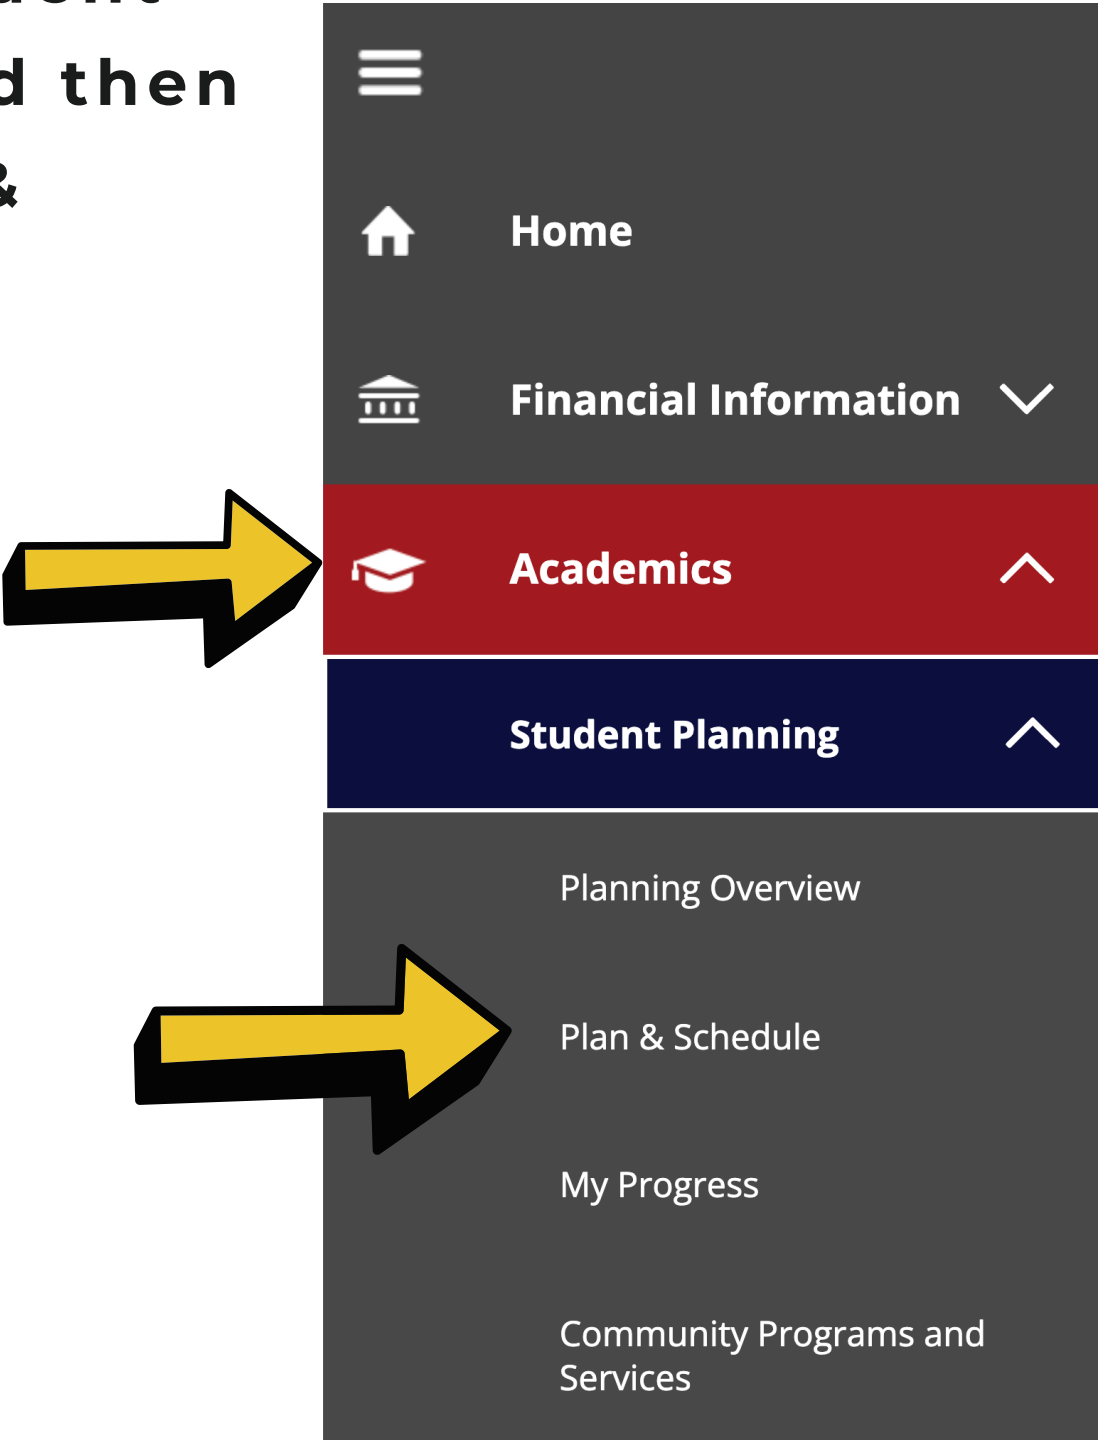 then
&
Home
Financial Information
Academics
Student Planning
Planning Overview
Plan & Schedule
My Progress
Community Programs and
Services